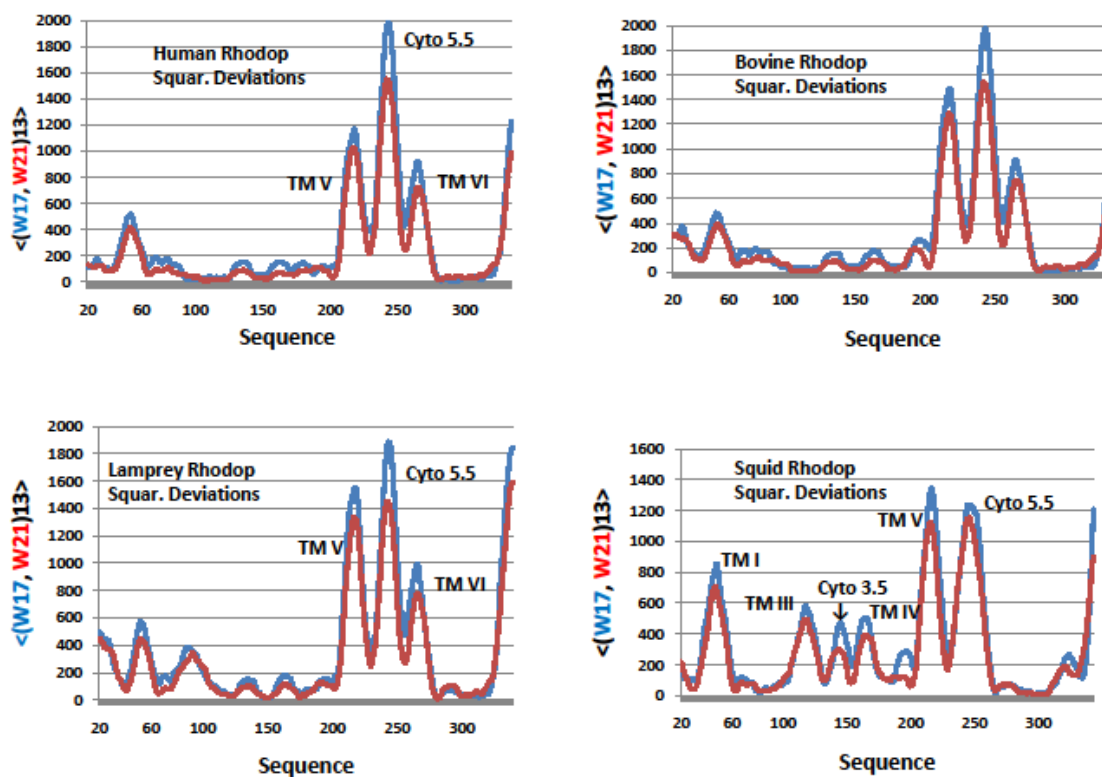 Human Rhodop
Squar. Deviations
Cyto 5.5
TM V
TM VI
<(W17, W21)13>
2000
1800
1600
1400
1200
1000
800
600
400
200
0
20 60 100 150 200 250 300
Sequence
Bovine Rhodop
Squar. Deviations
<(W17, W21)13>
2000
1800
1600
1400
1200
1000
800
600
400
200
0
20 60 100 150 200 250 300
Sequence
Lamprey Rhodop
Squar. Deviations
Cyto 5.5
TM V
TM VI
<(W17, W21)13>
2000
1800
1600
1400
1200
1000
800
600
400
200
0
20 60 100 150 200 250 300
Sequence
Squid Rhodop
Squar. Deviations
TM V
Cyto 5.5
TM I
Cyto 3.5
TM III
TM IV
<(W17, W21)13>
1600
1400
1200
1000
800
600
400
200
0
20 60 100 150 200 250 300
Sequence